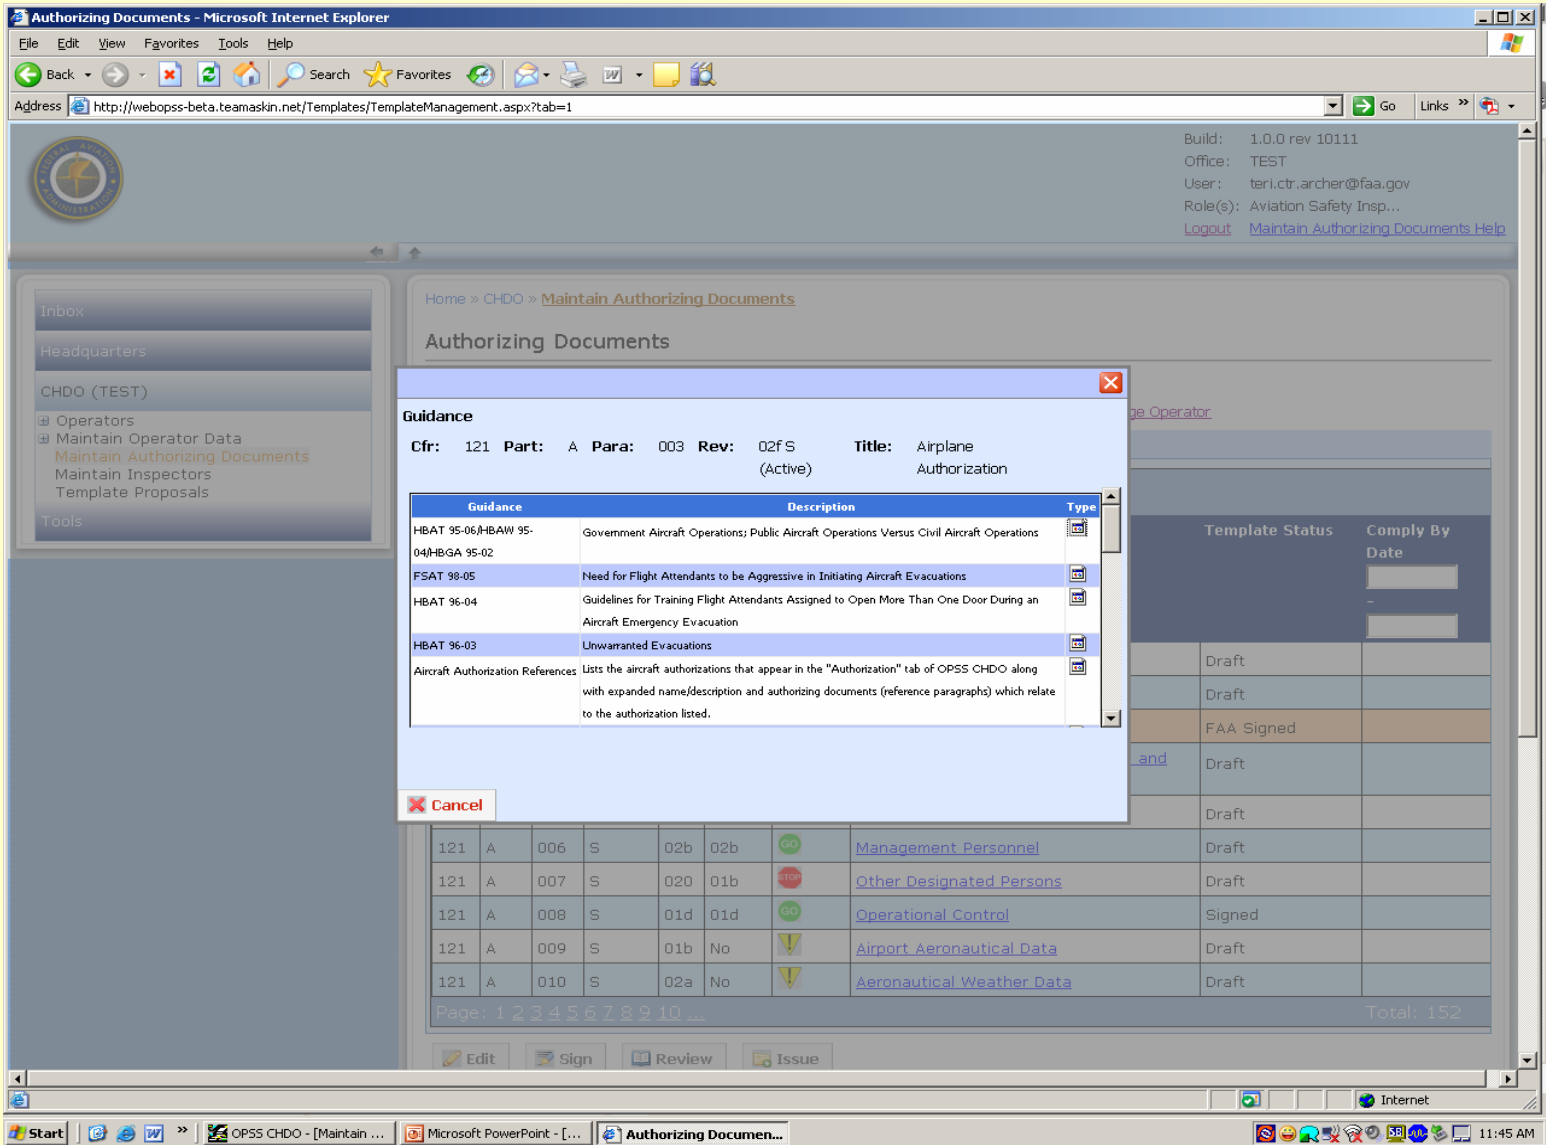 Authorizing Documents - Microsoft Internet Explorer
File Edit View Favorites Tools Help
Back Search Favorites
Address http://webopss-beta.teamaskin.net/Templates/TemplateManagement.aspx?tab=1 Go Links »
FEDERAL AVIATION ADMINISTRATION
Build: 1.0.0 rev 10111
Office: TEST
User: teri.ctr.archer@faa.gov
Role(s): Aviation Safety Insp...
Logout Maintain Authorizing Documents Help
Inbox
Headquarters
CHDO (TEST)
Operators
Maintain Operator Data
Maintain Authorizing Documents
Maintain Inspectors
Template Proposals
Tools
Home » CHDO » Maintain Authorizing Documents
Authorizing Documents
ge Operator
Guidance
Cfr: 121 Part: A Para: 003 Rev: 02f S Title: Airplane
(Active) Authorization
Guidance Description Type
HBAT 95-06/HBAW 95-
04/HBGA 95-02
Government Aircraft Operations; Public Aircraft Operations Versus Civil Aircraft Operations
FSAT 98-05 Need for Flight Attendants to be Aggressive in Initiating Aircraft Evacuations
HBAT 96-04 Guidelines for Training Flight Attendants Assigned to Open More Than One Door During an
Aircraft Emergency Evacuation
HBAT 96-03 Unwarranted Evacuations
Aircraft Authorization References Lists the aircraft authorizations that appear in the "Authorization" tab of OPSS CHDO along
with expanded name/description and authorizing documents (reference paragraphs) which relate
to the authorization listed.
Cancel
Template Status Comply By
Date
-
Draft
Draft
FAA Signed
and Draft
Draft
121 A 006 S 02b 02b GO Management Personnel Draft
121 A 007 S 020 01b STOP Other Designated Persons Draft
121 A 008 S 01d 01d GO Operational Control Signed
121 A 009 S 01b No Airport Aeronautical Data Draft
121 A 010 S 02a No Aeronautical Weather Data Draft
Page: 1 2 3 4 5 6 7 8 9 10 ... Total: 152
Edit Sign Review Issue
Internet
Start » OPSS CHDO - [Maintain ... Microsoft PowerPoint - [... Authorizing Documen... 11:45 AM